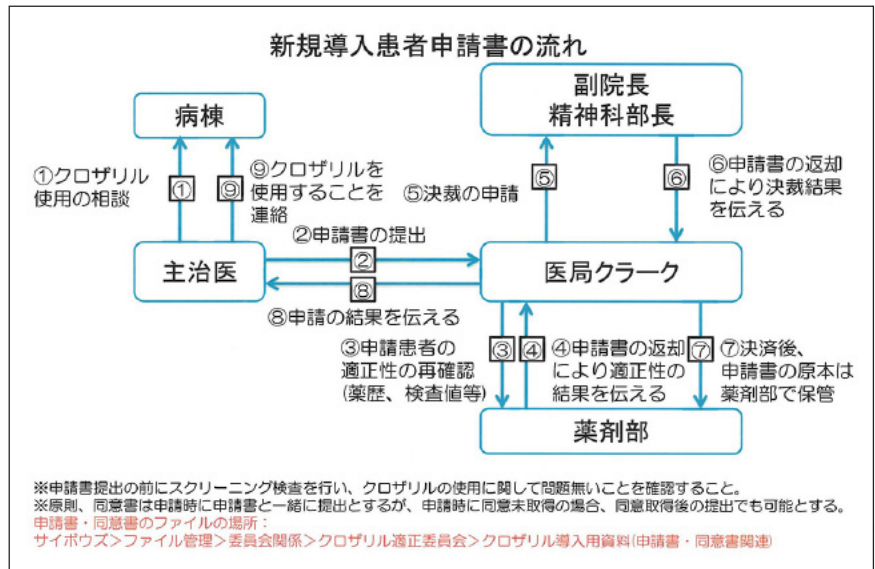 新規導入患者申請書の流れ
病棟
副院長
精神科部長
①クロザリル
使用の相談
①
⑨
⑨クロザリルを
使用することを
連絡
⑤決裁の申請
⑤
⑥
⑥申請書の返却
により決裁結果
を伝える
②申請書の提出
②
主治医
医局クラーク
⑧
⑧申請の結果を伝える
③申請患者の
適正性の再確認
(薬歴、検査値等)
③
④
④申請書の返却
により適正性の
結果を伝える
⑦
⑦決済後、
申請書の原本は
薬剤部で保管
薬剤部
※申請書提出の前にスクリーニング検査を行い、クロザリルの使用に関して問題無いことを確認すること。
※原則、同意書は申請時に申請書と一緒に提出とするが、申請時に同意未取得の場合、同意取得後の提出でも可能とする。
申請書・同意書のファイルの場所：
サイボウズ＞ファイル管理＞委員会関係＞クロザリル適正委員会＞クロザリル導入用資料(申請書・同意書関連)